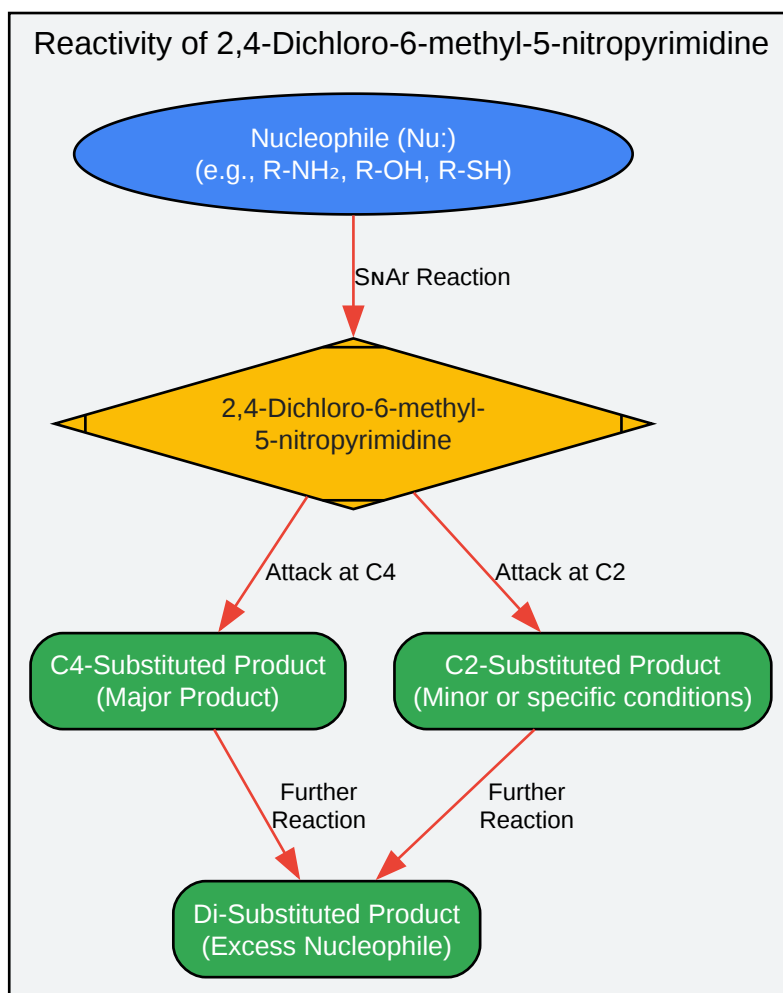 Reactivity of 2,4-Dichloro-6-methyl-5-nitropyrimidine
Nucleophile (Nu:)
(e.g., R-NH₂, R-OH, R-SH)
SɴAr Reaction
2,4-Dichloro-6-methyl-
5-nitropyrimidine
Attack at C4
Attack at C2
C4-Substituted Product
(Major Product)
C2-Substituted Product
(Minor or specific conditions)
Further
Reaction
Further
Reaction
Di-Substituted Product
(Excess Nucleophile)